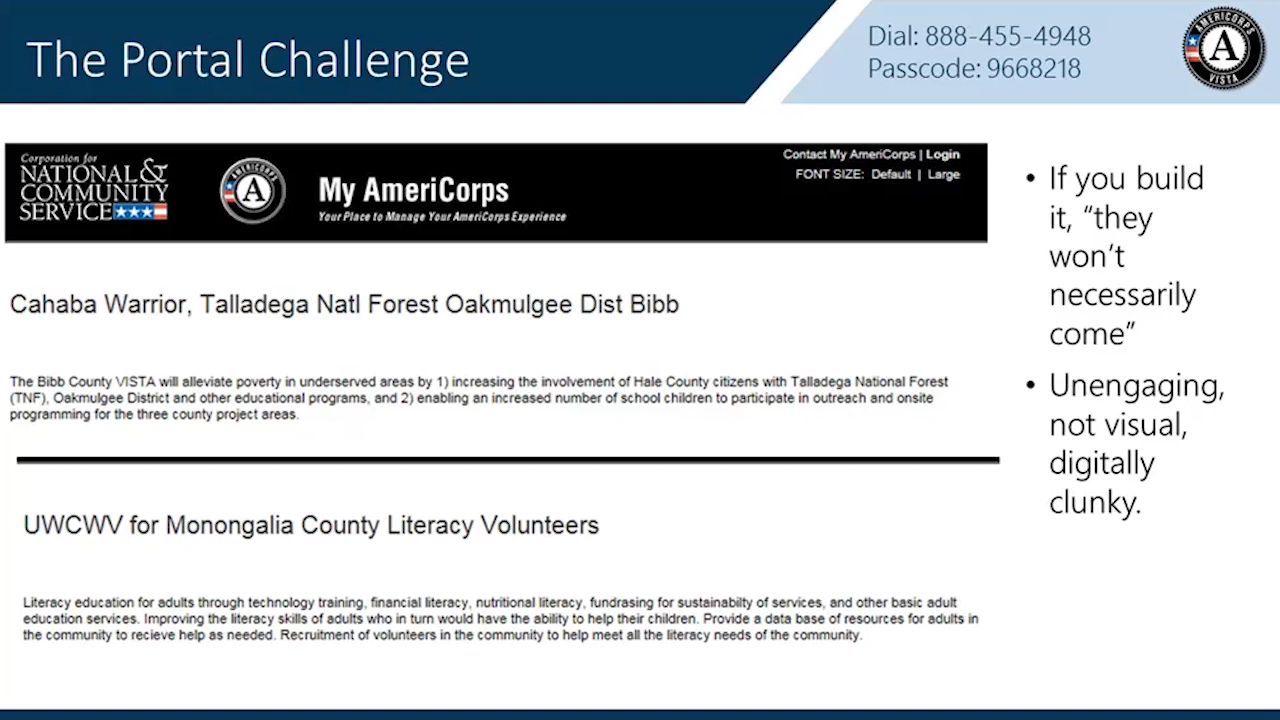 The Portal Challenge
Dial: 888-455-4948
Passcode: 9668218
AMERICORPS
A
VISTA
Corporation for
NATIONAL &
COMMUNITY
SERVICE
AMERICORPS
A
My AmeriCorps
Your Place to Manage Your AmeriCorps Experience
Contact My AmeriCorps | Login
FONT SIZE: Default | Large
Cahaba Warrior, Talladega Natl Forest Oakmulgee Dist Bibb
The Bibb County VISTA will alleviate poverty in underserved areas by 1) increasing the involvement of Hale County citizens with Talladega National Forest
(TNF), Oakmulgee District and other educational programs, and 2) enabling an increased number of school children to participate in outreach and onsite
programming for the three county project areas.
UWCWV for Monongalia County Literacy Volunteers
Literacy education for adults through technology training, financial literacy, nutritional literacy, fundrasing for sustainabilty of services, and other basic adult
education services. Improving the literacy skills of adults who in turn would have the ability to help their children. Provide a data base of resources for adults in
the community to recieve help as needed. Recruitment of volunteers in the community to help meet all the literacy needs of the community.
• If you build
it, “they
won’t
necessarily
come”
• Unengaging,
not visual,
digitally
clunky.